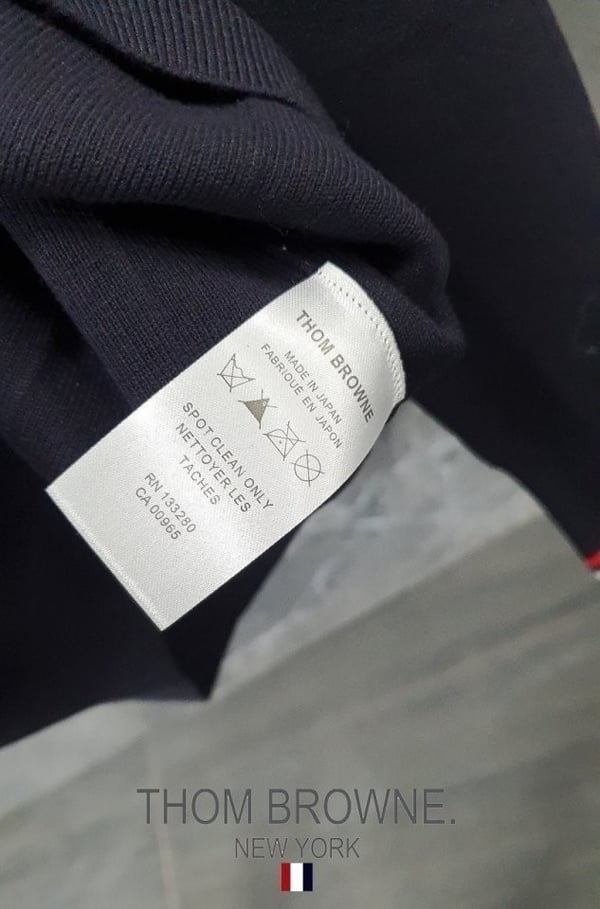 THOM BROWNE
MADE IN JAPAN
FABRIQUÉ EN JAPON
SPOT CLEAN ONLY
NETTOYER LES
TACHES
RN 133280
CA 00965
THOM BROWNE.
NEW YORK